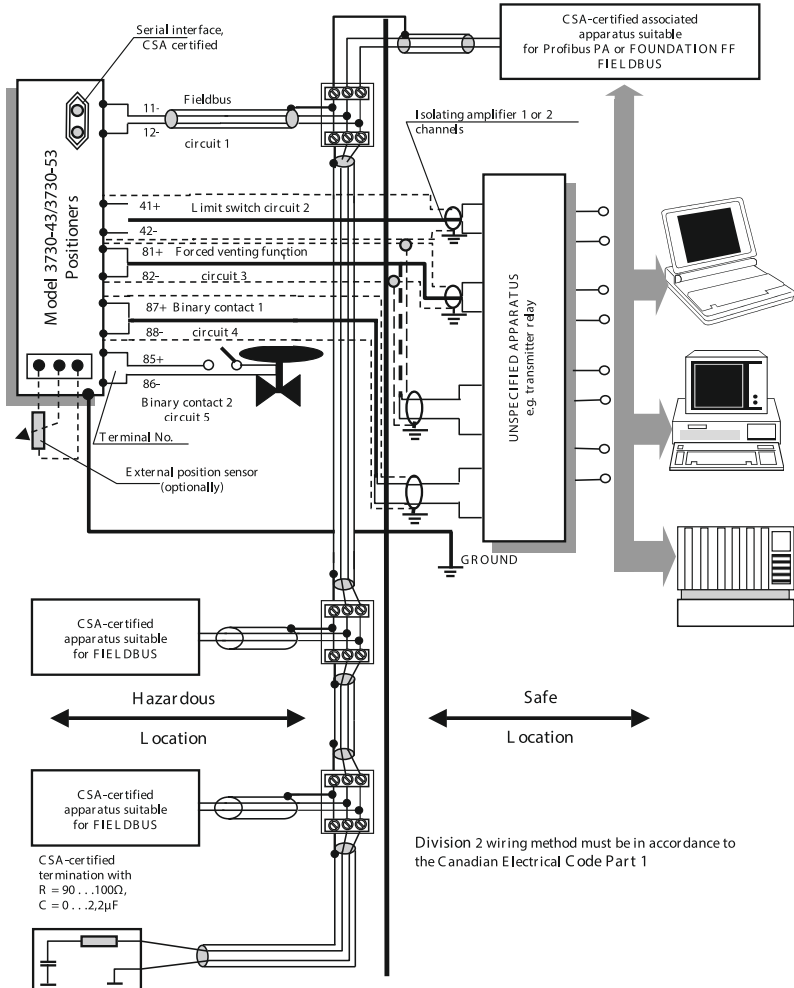 Serial interface,
CSA certified
CSA-certified associated
apparatus suitable
for Profibus PA or FOUNDATION FF
FIELDBUS
Model 3730-43/3730-53
Positioners
11-
12-
Fieldbus
circuit 1
Isolating amplifier 1 or 2
channels
41+
Limit switch circuit 2
42-
81+
Forced venting function
82-
circuit 3
87+
Binary contact 1
88-
circuit 4
85+
86-
Binary contact 2
circuit 5
Terminal No.
External position sensor
(optionally)
UNSPECIFIED APPARATUS
e.g. transmitter relay
GROUND
CSA-certified
apparatus suitable
for FIELDBUS
Hazardous
Location
Safe
Location
CSA-certified
apparatus suitable
for FIELDBUS
Division 2 wiring method must be in accordance to
the Canadian Electrical Code Part 1
CSA-certified
termination with
R = 90 . . .100Ω,
C = 0 . . .2,2µF